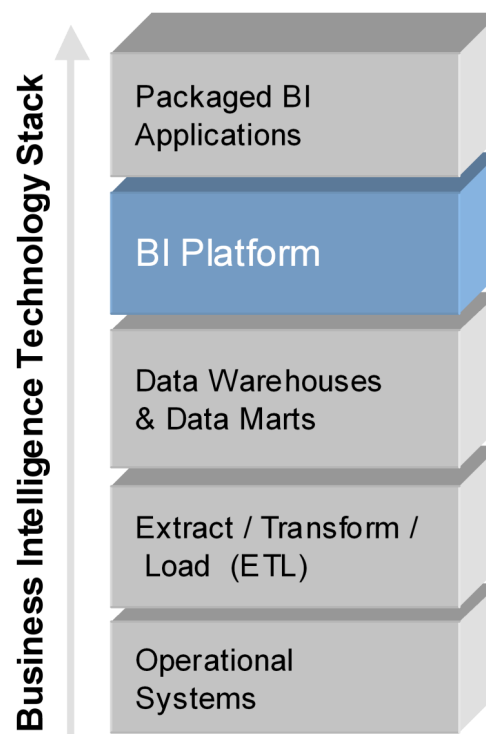 Business Intelligence Technology Stack
Packaged BI
Applications
BI Platform
Data Warehouses
& Data Marts
Extract / Transform /
Load (ETL)
Operational
Systems